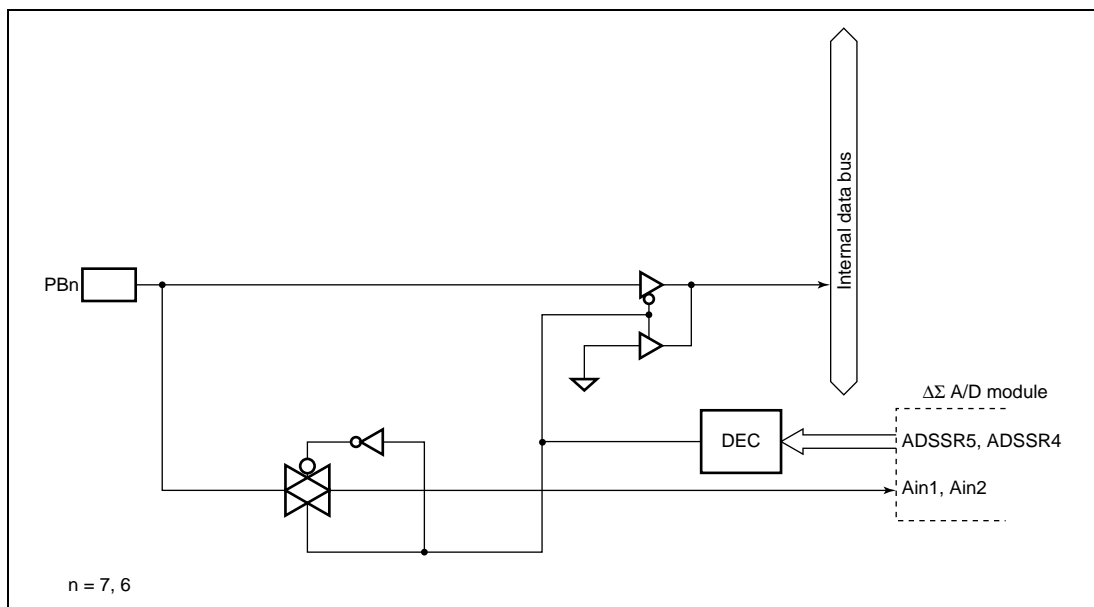 Internal data bus
PBn
ΔΣ A/D module
DEC
ADSSR5, ADSSR4
Ain1, Ain2
n = 7, 6